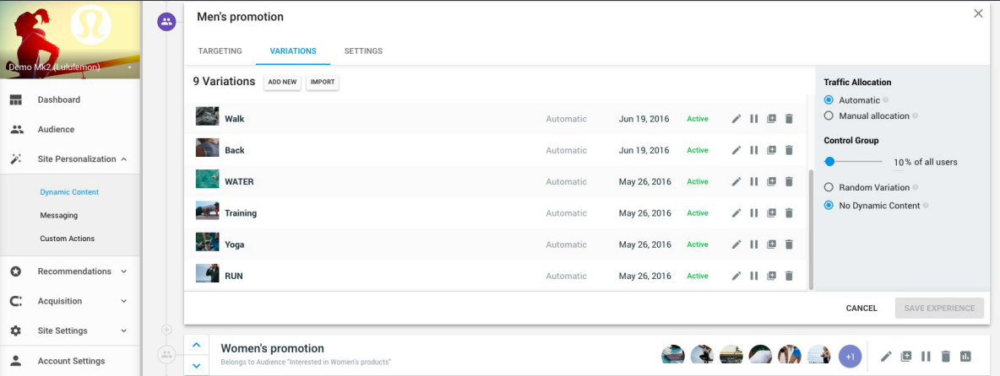 Demo Mk2 (Lululemon)
Dashboard
Audience
Site Personalization
Dynamic Content
Messaging
Custom Actions
Recommendations
Acquisition
Site Settings
Account Settings
Men's promotion
TARGETING VARIATIONS SETTINGS
9 Variations ADD NEW IMPORT
Walk Automatic Jun 19, 2016 Active
Back Automatic Jun 19, 2016 Active
WATER Automatic May 26, 2016 Active
Training Automatic May 26, 2016 Active
Yoga Automatic May 26, 2016 Active
RUN Automatic May 26, 2016 Active
Traffic Allocation
Automatic
Manual allocation
Control Group
10% of all users
Random Variation
No Dynamic Content
CANCEL SAVE EXPERIENCE
Women's promotion
Belongs to Audience "Interested in Women's products"
+1